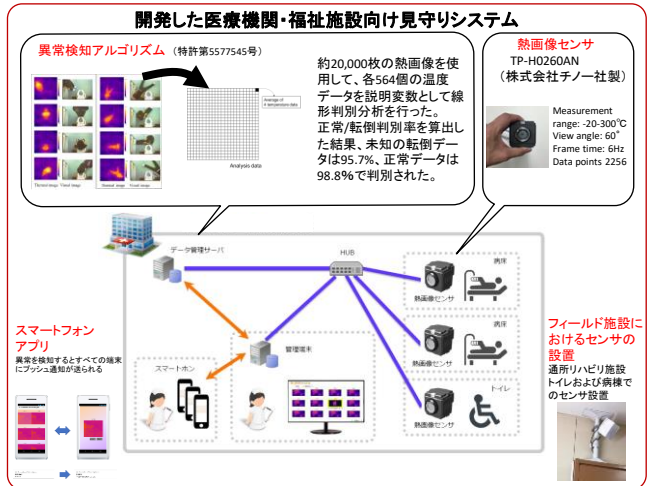 開発した医療機関・福祉施設向け見守りシステム
異常検知アルゴリズム (特許第5577545号)
Thermal image
Visual image
Thermal image
Visual image
Average of
4 temperature data
Analysis data
約20,000枚の熱画像を使
用して、各564個の温度
データを説明変数として線
形判別分析を行った。
正常/転倒判別率を算出し
た結果、未知の転倒デー
タは95.7%、正常データは
98.8%で判別された。
熱画像センサ
TP-H0260AN
(株式会社チノー社製)
Measurement
range: -20-300℃
View angle: 60°
Frame time: 6Hz
Data points 2256
データ管理サーバ
HUB
病床
熱画像センサ
病床
熱画像センサ
トイレ
熱画像センサ
管理端末
スマートホン
スマートフォン
アプリ
異常を検知するとすべての端末
にプッシュ通知が送られる
フィールド施設に
おけるセンサの
設置
通所リハビリ施設
トイレおよび病棟で
のセンサ設置